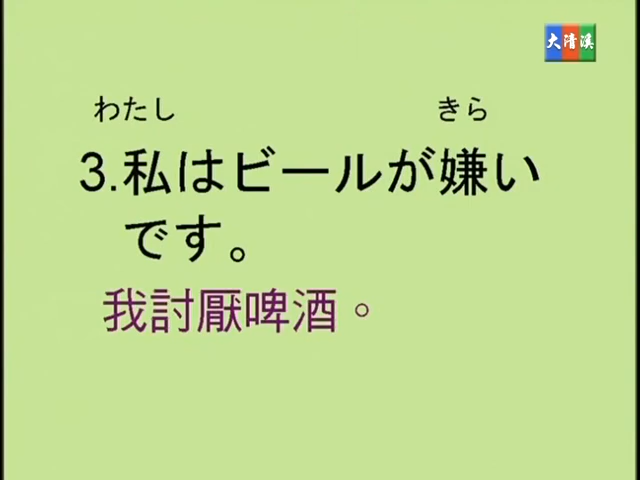 大清溪
わたし きら
3.私はビールが嫌い
です。
我討厭啤酒。